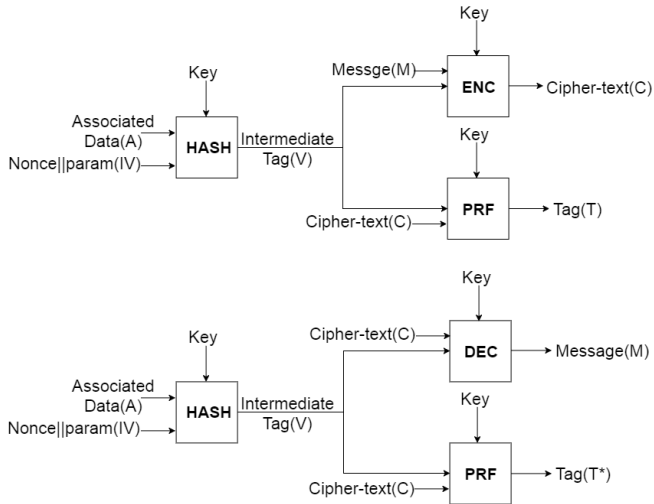 Key
Messge(M)
ENC
Cipher-text(C)
Key
Associated
Data(A)
Nonce||param(IV)
HASH
Intermediate
Tag(V)
Key
PRF
Tag(T)
Cipher-text(C)
Key
Cipher-text(C)
DEC
Message(M)
Key
Associated
Data(A)
Nonce||param(IV)
HASH
Intermediate
Tag(V)
Key
PRF
Tag(T*)
Cipher-text(C)